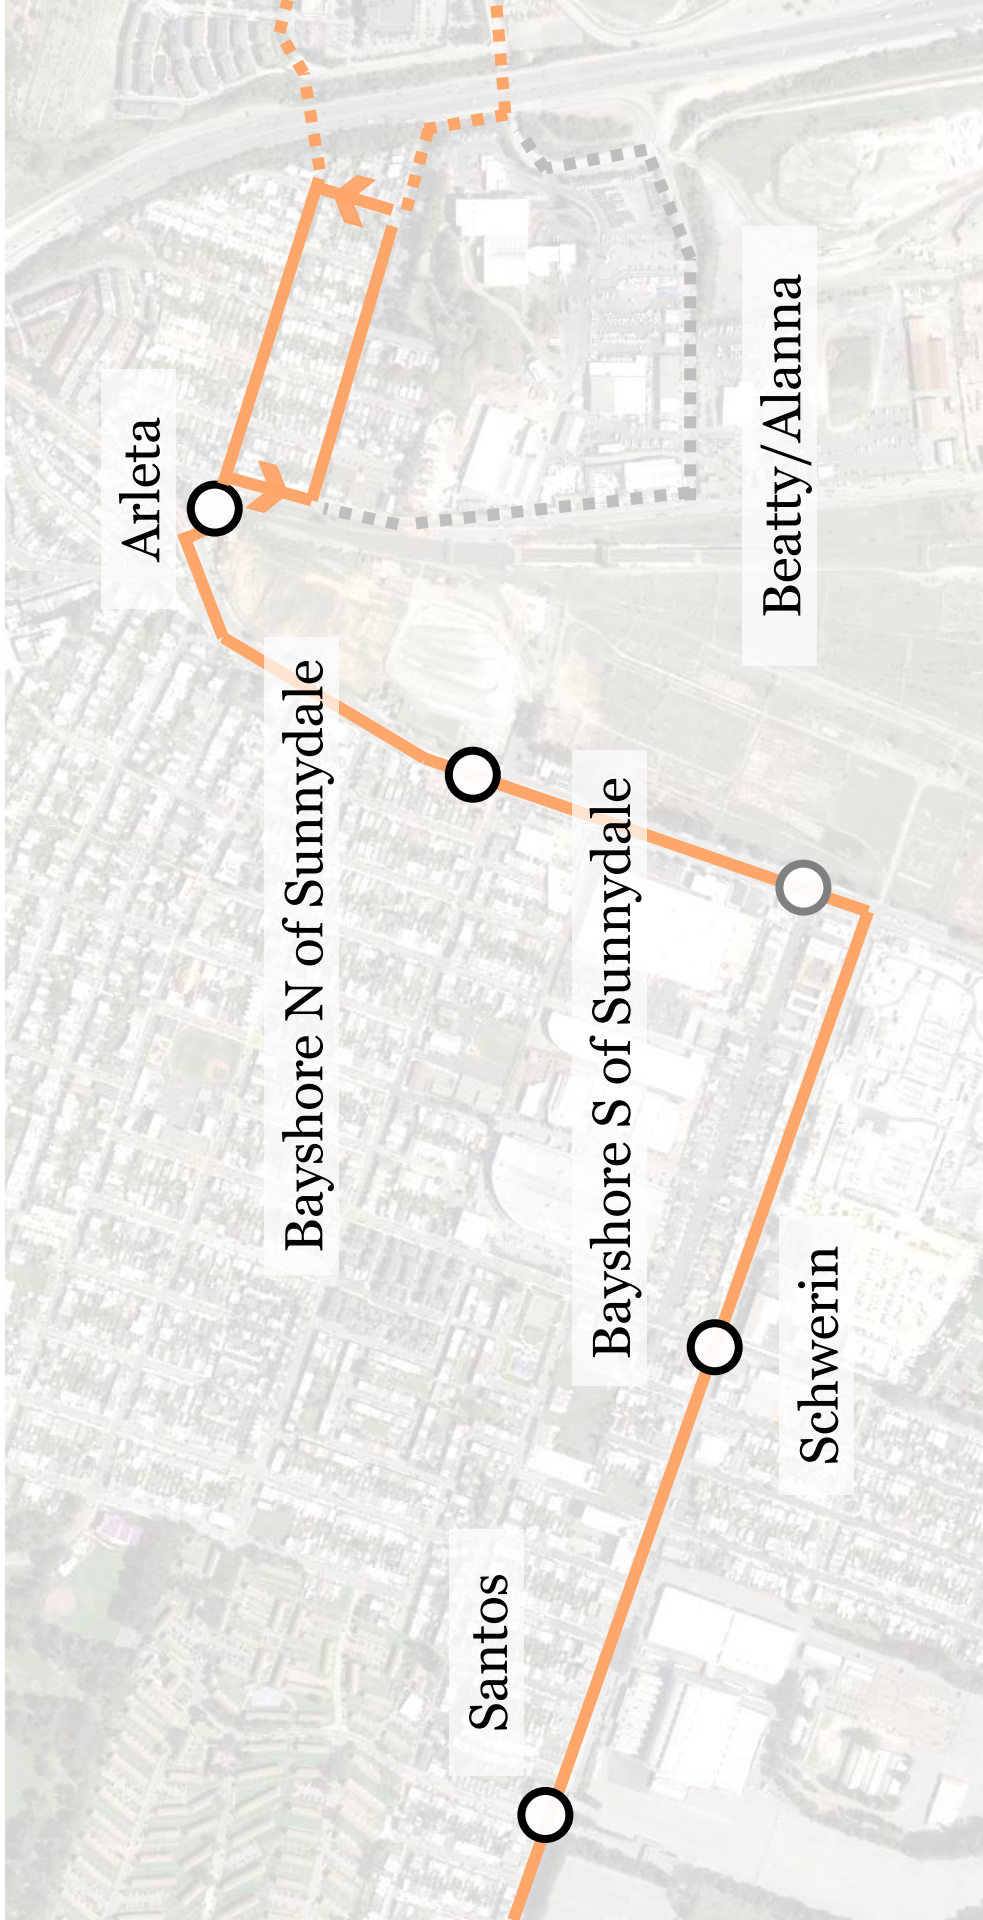 Santos
Schwerin
Bayshore S of Sunnydale
Bayshore N of Sunnydale
Arleta
Beatty/Alanna